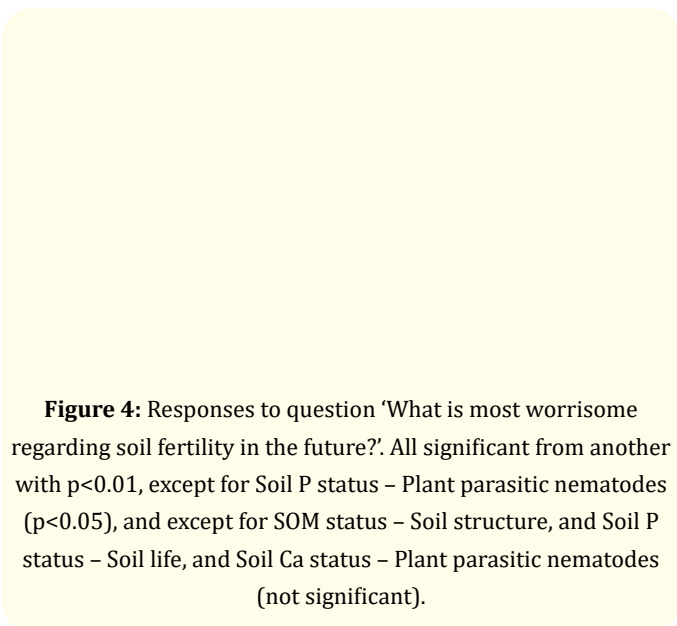 Figure 4: Responses to question ‘What is most worrisome
regarding soil fertility in the future?’. All significant from another
with p<0.01, except for Soil P status – Plant parasitic nematodes
(p<0.05), and except for SOM status – Soil structure, and Soil P
status – Soil life, and Soil Ca status – Plant parasitic nematodes
(not significant).